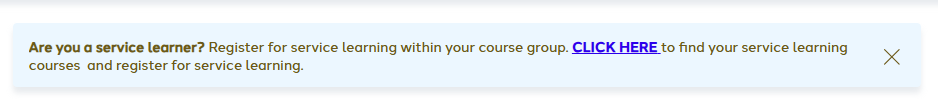 Are you a service learner? Register for service learning within your course group. CLICK HERE to find your service learning
courses  and register for service learning.